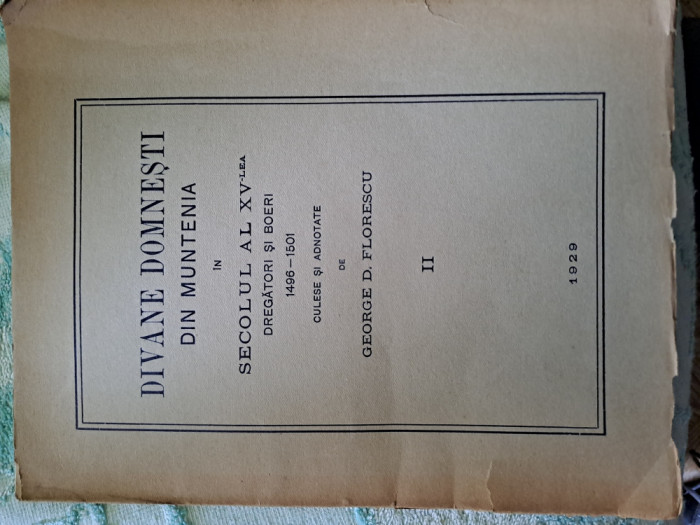 DIVANE DOMNEȘTI
DIN MUNTENIA
ÎN
SECOLUL AL XV-LEA
DREGĂTORI ȘI BOERI
1496–1501
CULESE ȘI ADNOTATE
DE
GEORGE D. FLORESCU
II
1929